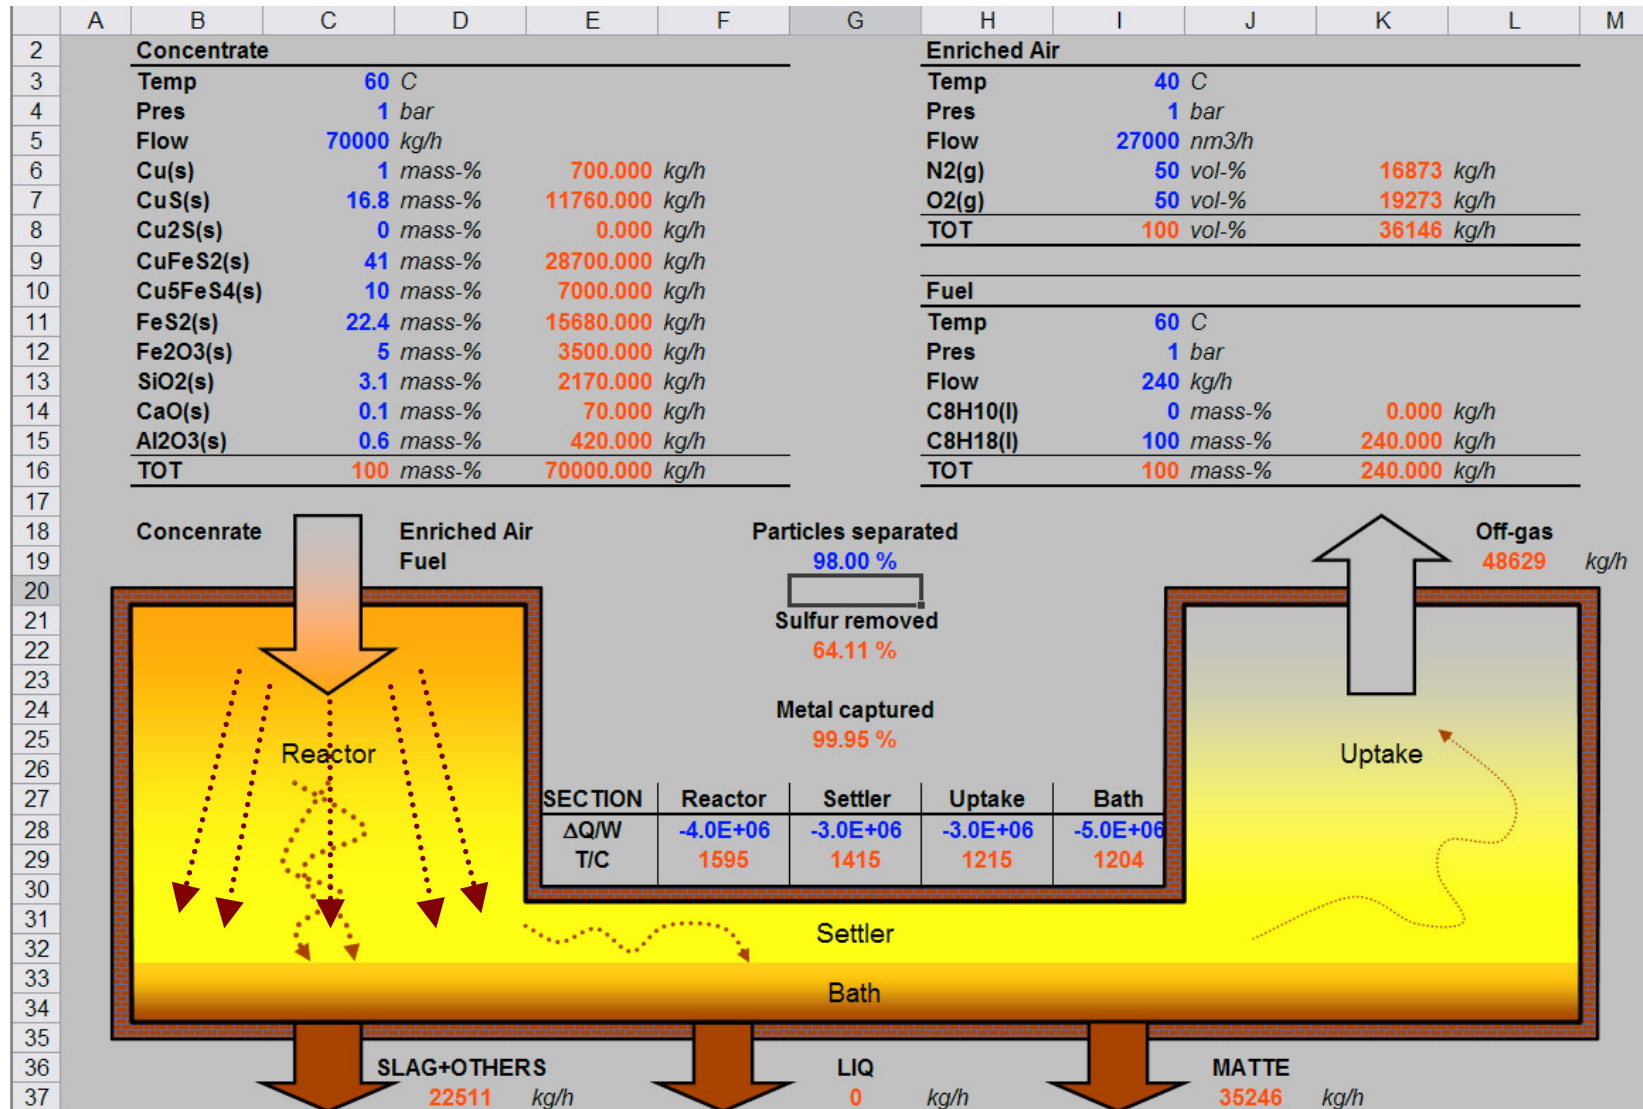 A B C D E F G H I J K L M
2 Concentrate Enriched Air
3 Temp 60 C Temp 40 C
4 Pres 1 bar Pres 1 bar
5 Flow 70000 kg/h Flow 27000 nm3/h
6 Cu(s) 1 mass-% 700.000 kg/h N2(g) 50 vol-% 16873 kg/h
7 CuS(s) 16.8 mass-% 11760.000 kg/h O2(g) 50 vol-% 19273 kg/h
8 Cu2S(s) 0 mass-% 0.000 kg/h TOT 100 vol-% 36146 kg/h
9 CuFeS2(s) 41 mass-% 28700.000 kg/h
10 Cu5FeS4(s) 10 mass-% 7000.000 kg/h Fuel
11 FeS2(s) 22.4 mass-% 15680.000 kg/h Temp 60 C
12 Fe2O3(s) 5 mass-% 3500.000 kg/h Pres 1 bar
13 SiO2(s) 3.1 mass-% 2170.000 kg/h Flow 240 kg/h
14 CaO(s) 0.1 mass-% 70.000 kg/h C8H10(l) 0 mass-% 0.000 kg/h
15 Al2O3(s) 0.6 mass-% 420.000 kg/h C8H18(l) 100 mass-% 240.000 kg/h
16 TOT 100 mass-% 70000.000 kg/h TOT 100 mass-% 240.000 kg/h
17
18 Concenrate Enriched Air Particles separated Off-gas
19 Fuel 98.00 % 48629 kg/h
20
21 Sulfur removed
22 64.11 %
23
24 Metal captured
25 99.95 %
Reactor Uptake
26
27 SECTION Reactor Settler Uptake Bath
28 ΔQ/W -4.0E+06 -3.0E+06 -3.0E+06 -5.0E+06
29 T/C 1595 1415 1215 1204
30
31
Settler
32
33
Bath
34
35
36 SLAG+OTHERS LIQ MATTE
37 22511 kg/h 0 kg/h 35246 kg/h